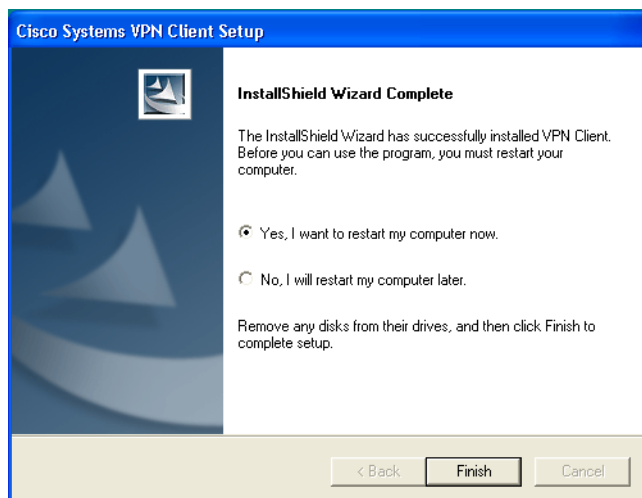 Cisco Systems VPN Client Setup
InstallShield Wizard Complete
The InstallShield Wizard has successfully installed VPN Client.
Before you can use the program, you must restart your
computer.
Yes, I want to restart my computer now.
No, I will restart my computer later.
Remove any disks from their drives, and then click Finish to
complete setup.
< Back Finish Cancel